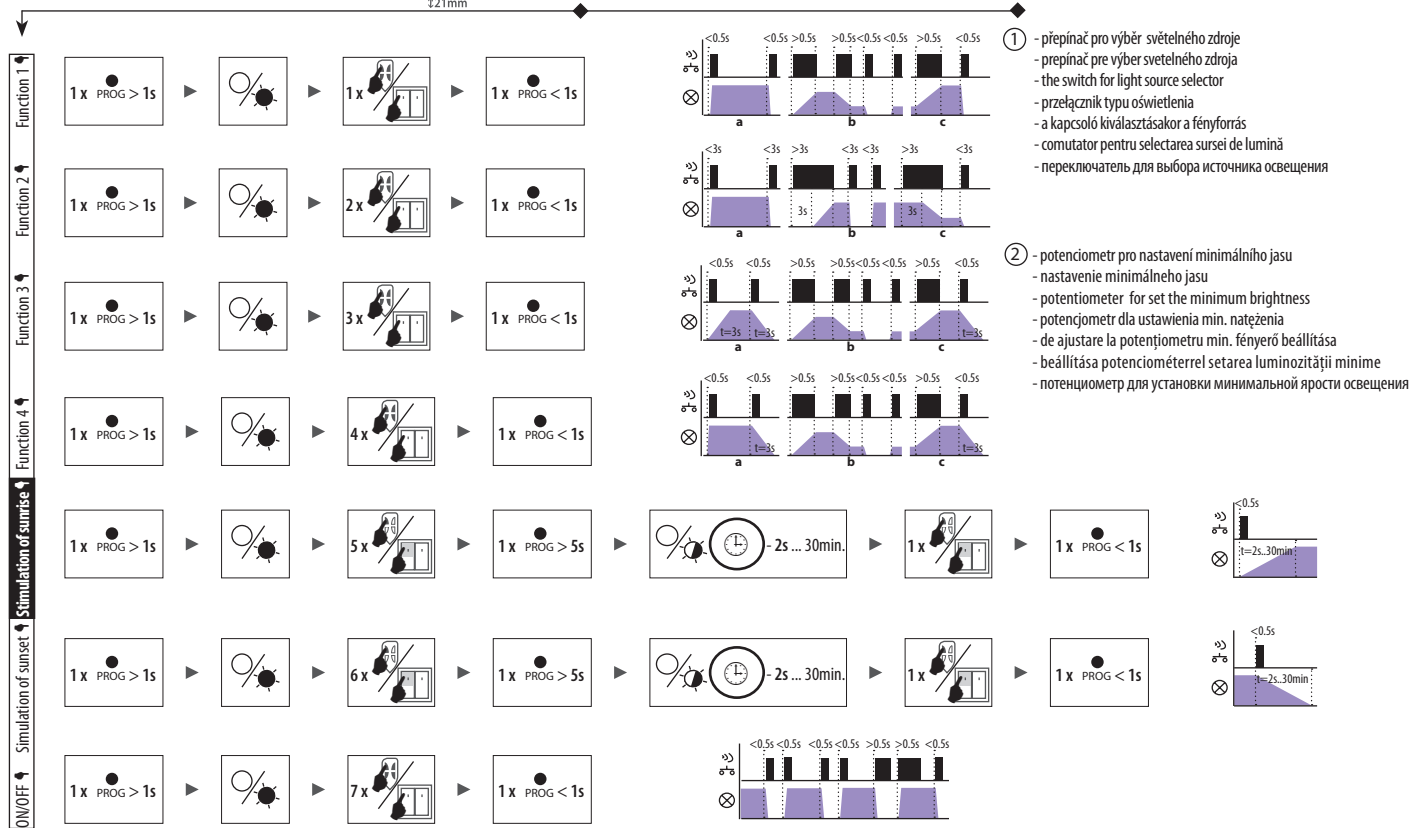 ↕21mm
Function 1
1 x PROG > 1s
1 x
1 x PROG < 1s
<0.5s <0.5s >0.5s >0.5s <0.5s <0.5s >0.5s <0.5s
a b c
Function 2
1 x PROG > 1s
2 x
1 x PROG < 1s
<3s <3s >3s <3s <3s >3s <3s
3s 3s
a b c
Function 3
1 x PROG > 1s
3 x
1 x PROG < 1s
<0.5s <0.5s >0.5s >0.5s <0.5s <0.5s >0.5s <0.5s
t=3s t=3s t=3s
a b c
Function 4
1 x PROG > 1s
4 x
1 x PROG < 1s
<0.5s <0.5s >0.5s >0.5s <0.5s <0.5s >0.5s <0.5s
t=3s t=3s
a b c
Stimulation of sunrise
1 x PROG > 1s
5 x
1 x PROG > 5s
- 2s ... 30min.
1 x
1 x PROG < 1s
<0.5s
t=2s..30min
Simulation of sunset
1 x PROG > 1s
6 x
1 x PROG > 5s
- 2s ... 30min.
1 x
1 x PROG < 1s
<0.5s
t=2s..30min
ON/OFF
1 x PROG > 1s
7 x
1 x PROG < 1s
<0.5s <0.5s <0.5s <0.5s >0.5s >0.5s <0.5s
1 - přepínač pro výběr světelného zdroje
- prepínač pre výber svetelného zdroja
- the switch for light source selector
- przełącznik typu oświetlenia
- a kapcsoló kiválasztásakor a fényforrás
- comutator pentru selectarea sursei de lumină
- переключатель для выбора источника освещения
2 - potenciometr pro nastavení minimálního jasu
- nastavenie minimálneho jasu
- potentiometer for set the minimum brightness
- potencjometr dla ustawienia min. natężenia
- de ajustare la potențiometru min. fényerő beállítása
- beállítása potenciométerrel setarea luminozității minime
- потенциометр для установки минимальной ярости освещения